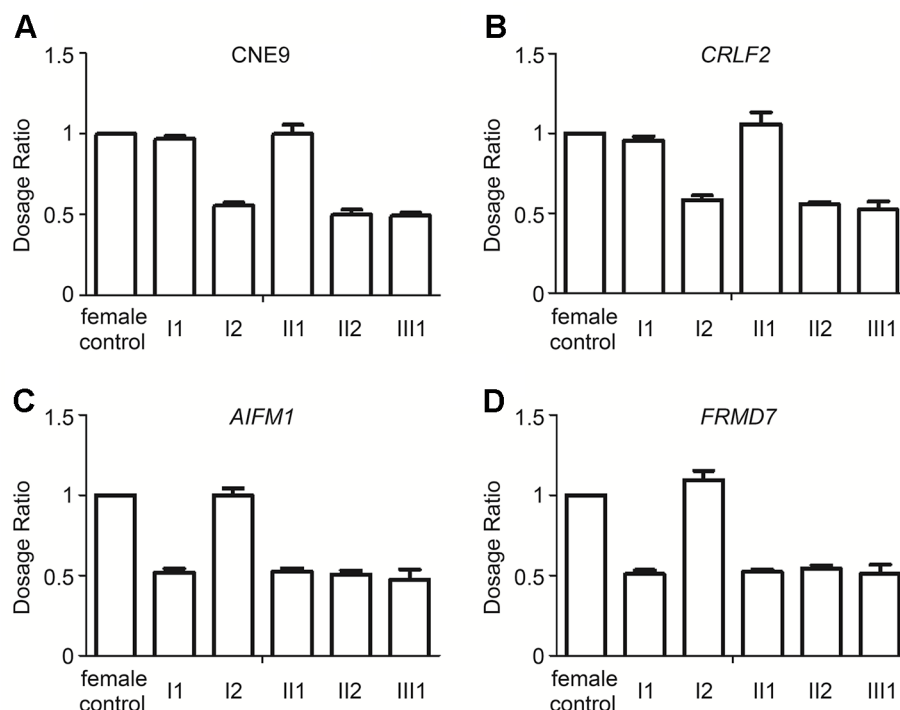 A
CNE9
1.5
1
0.5
0
Dosage Ratio
female
control
I1
I2
II1
II2
III1
B
CRLF2
1.5
1
0.5
0
Dosage Ratio
female
control
I1
I2
II1
II2
III1
C
AIFM1
1.5
1
0.5
0
Dosage Ratio
female
control
I1
I2
II1
II2
III1
D
FRMD7
1.5
1
0.5
0
Dosage Ratio
female
control
I1
I2
II1
II2
III1